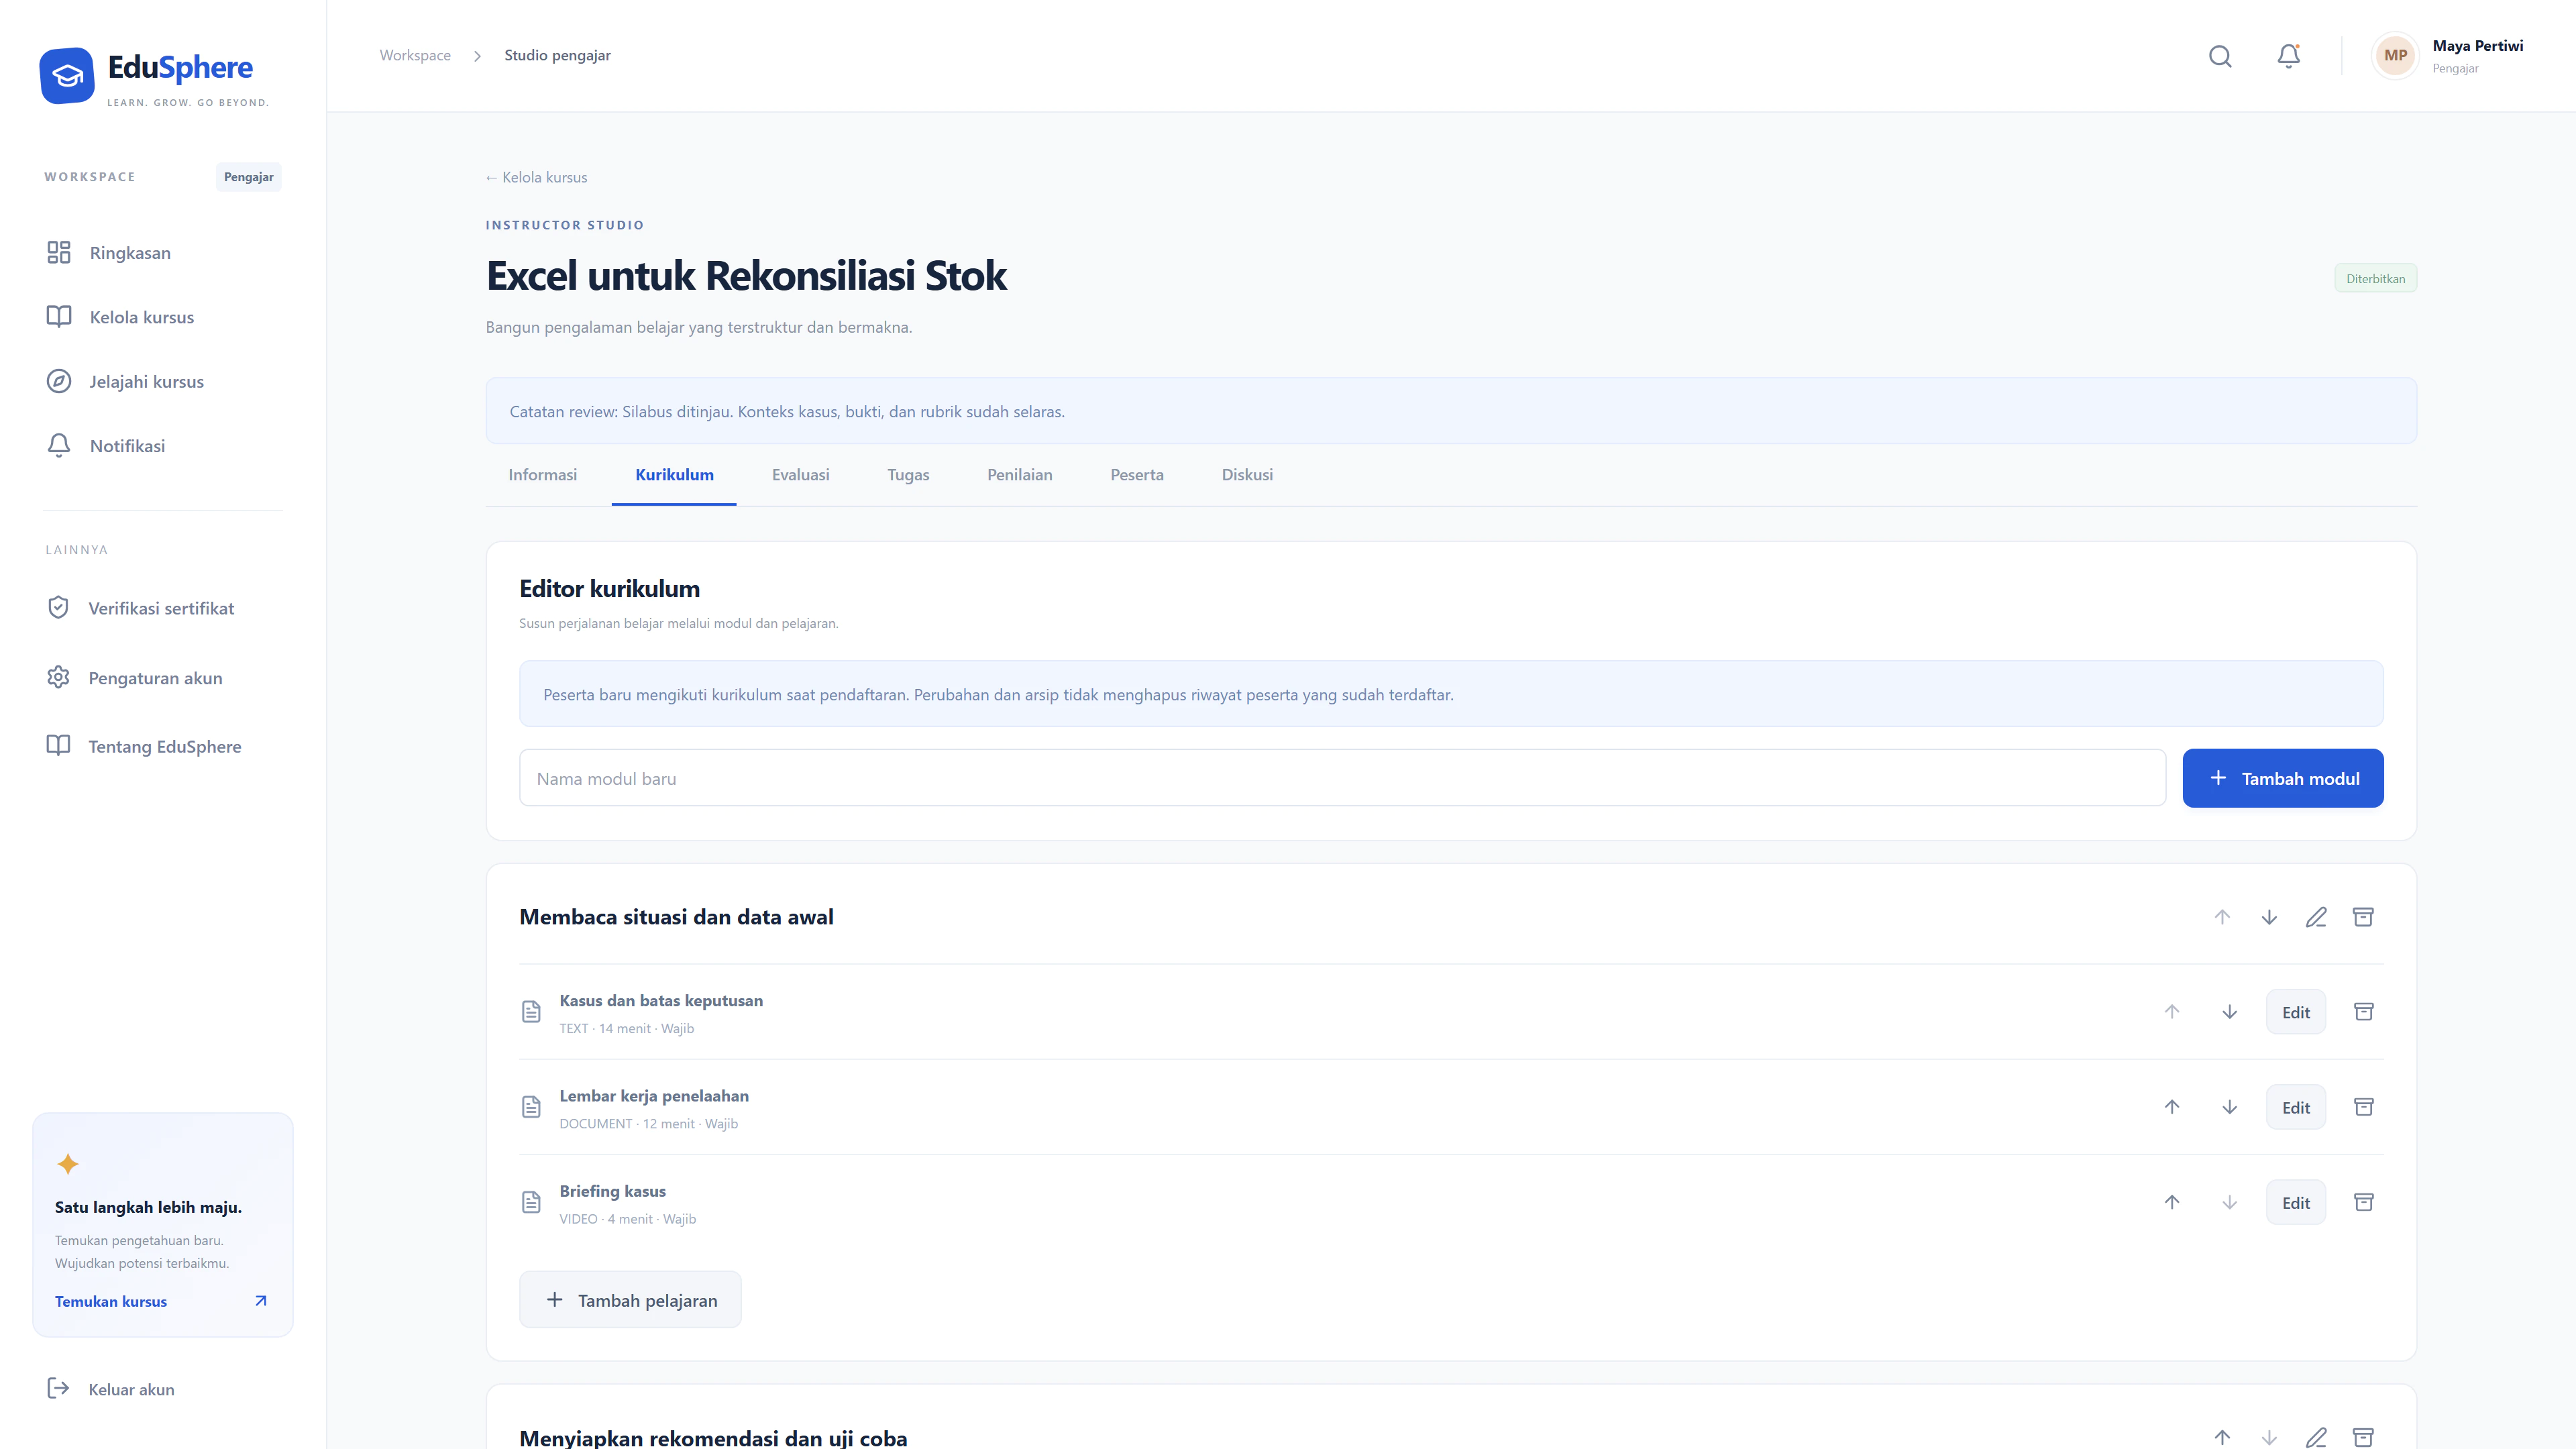 EduSphere
LEARN. GROW. GO BEYOND.
WORKSPACE
Pengajar
Ringkasan
Kelola kursus
Jelajahi kursus
Notifikasi
LAINNYA
Verifikasi sertifikat
Pengaturan akun
Tentang EduSphere
Satu langkah lebih maju.
Temukan pengetahuan baru.
Wujudkan potensi terbaikmu.
Temukan kursus
Keluar akun
Workspace
Studio pengajar
MP
Maya Pertiwi
Pengajar
← Kelola kursus
INSTRUCTOR STUDIO
Excel untuk Rekonsiliasi Stok
Diterbitkan
Bangun pengalaman belajar yang terstruktur dan bermakna.
Catatan review: Silabus ditinjau. Konteks kasus, bukti, dan rubrik sudah selaras.
Informasi
Kurikulum
Evaluasi
Tugas
Penilaian
Peserta
Diskusi
Editor kurikulum
Susun perjalanan belajar melalui modul dan pelajaran.
Peserta baru mengikuti kurikulum saat pendaftaran. Perubahan dan arsip tidak menghapus riwayat peserta yang sudah terdaftar.
Nama modul baru
Tambah modul
Membaca situasi dan data awal
Kasus dan batas keputusan
TEXT · 14 menit · Wajib
Edit
Lembar kerja penelaahan
DOCUMENT · 12 menit · Wajib
Edit
Briefing kasus
VIDEO · 4 menit · Wajib
Edit
Tambah pelajaran
Menyiapkan rekomendasi dan uji coba